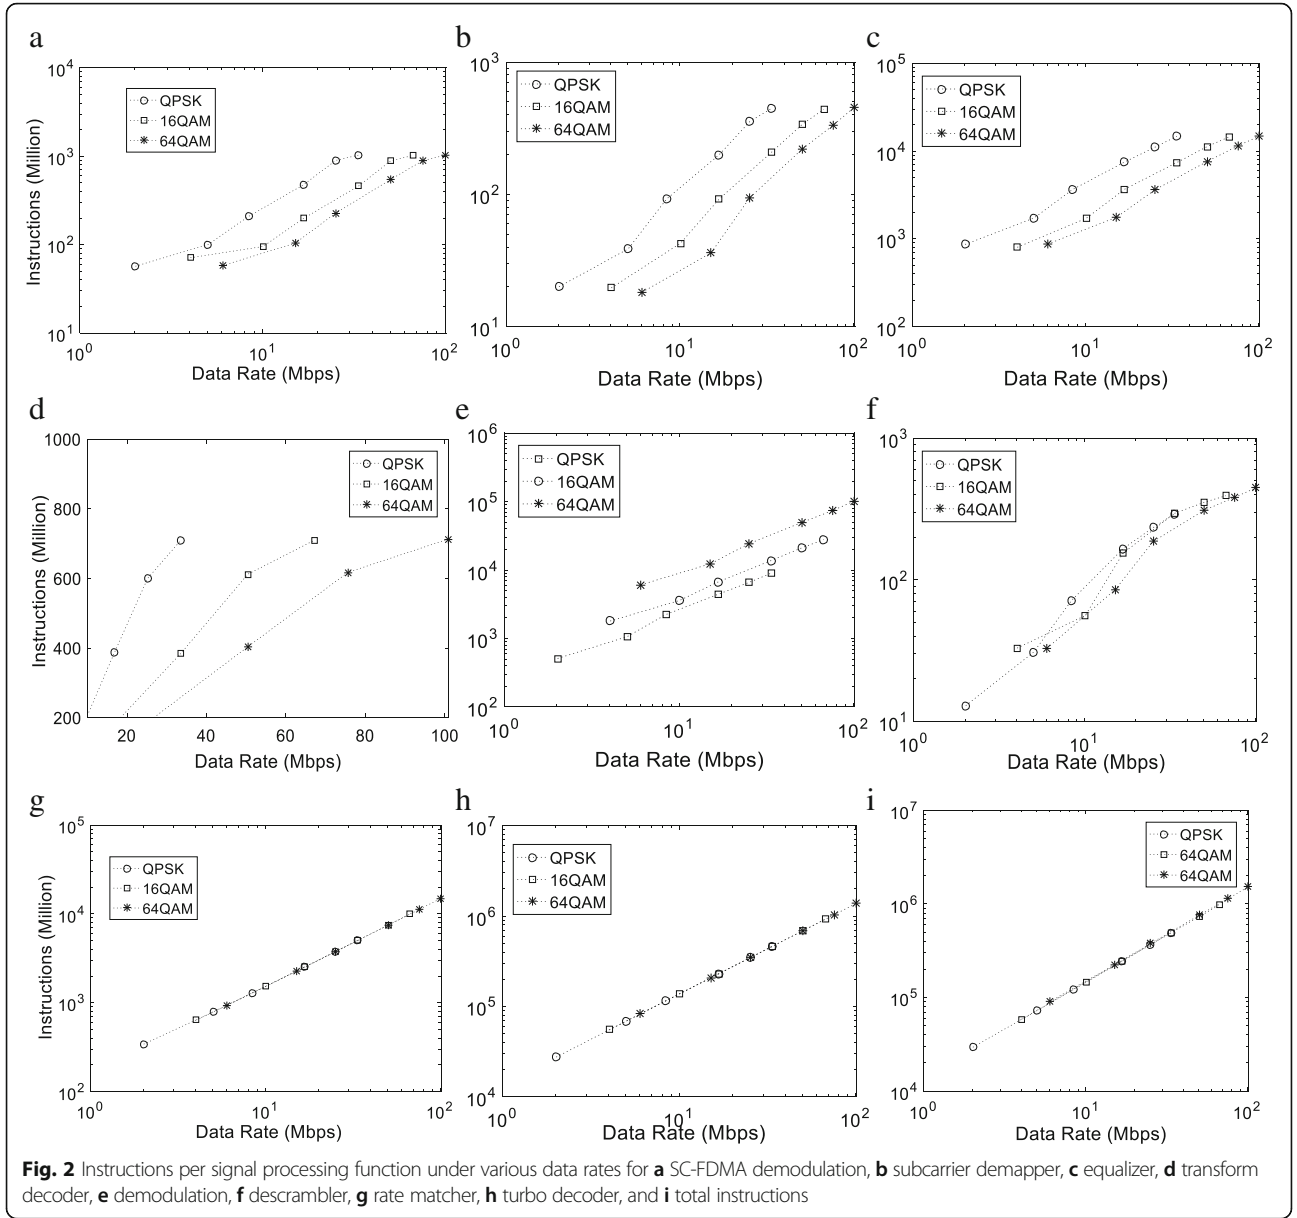 a
10^4
10^3
10^2
10^1
10^0
10^1
10^2
Instructions (Million)
Data Rate (Mbps)
QPSK
16QAM
64QAM
b
10^3
10^2
10^1
10^0
10^1
10^2
Data Rate (Mbps)
QPSK
16QAM
64QAM
c
10^5
10^4
10^3
10^2
10^0
10^1
10^2
Data Rate (Mbps)
QPSK
16QAM
64QAM
d
1000
800
600
400
200
20
40
60
80
100
Instructions (Million)
Data Rate (Mbps)
QPSK
16QAM
64QAM
e
10^6
10^5
10^4
10^3
10^2
10^0
10^1
10^2
Data Rate (Mbps)
QPSK
16QAM
64QAM
f
10^3
10^2
10^1
10^0
10^1
10^2
Data Rate (Mbps)
QPSK
16QAM
64QAM
g
10^5
10^4
10^3
10^2
10^0
10^1
10^2
Instructions (Million)
Data Rate (Mbps)
QPSK
16QAM
64QAM
h
10^7
10^6
10^5
10^4
10^0
10^1
10^2
Data Rate (Mbps)
QPSK
16QAM
64QAM
i
10^7
10^6
10^5
10^4
10^0
10^1
10^2
Data Rate (Mbps)
QPSK
64QAM
64QAM
Fig. 2 Instructions per signal processing function under various data rates for a SC-FDMA demodulation, b subcarrier demapper, c equalizer, d transform
decoder, e demodulation, f descrambler, g rate matcher, h turbo decoder, and i total instructions